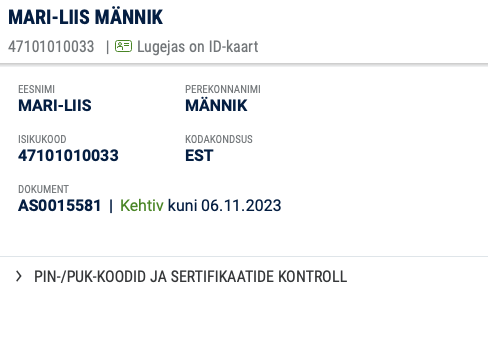 MARI-LIIS MÄNNIK
47101010033 | Lugejas on ID-kaart
EESNIMI PEREKONNANIMI
MARI-LIIS MÄNNIK
ISIKUKOOD KODAKONDSUS
47101010033 EST
DOKUMENT
AS0015581 | Kehtiv kuni 06.11.2023
PIN-/PUK-KOODID JA SERTIFIKAATIDE KONTROLL